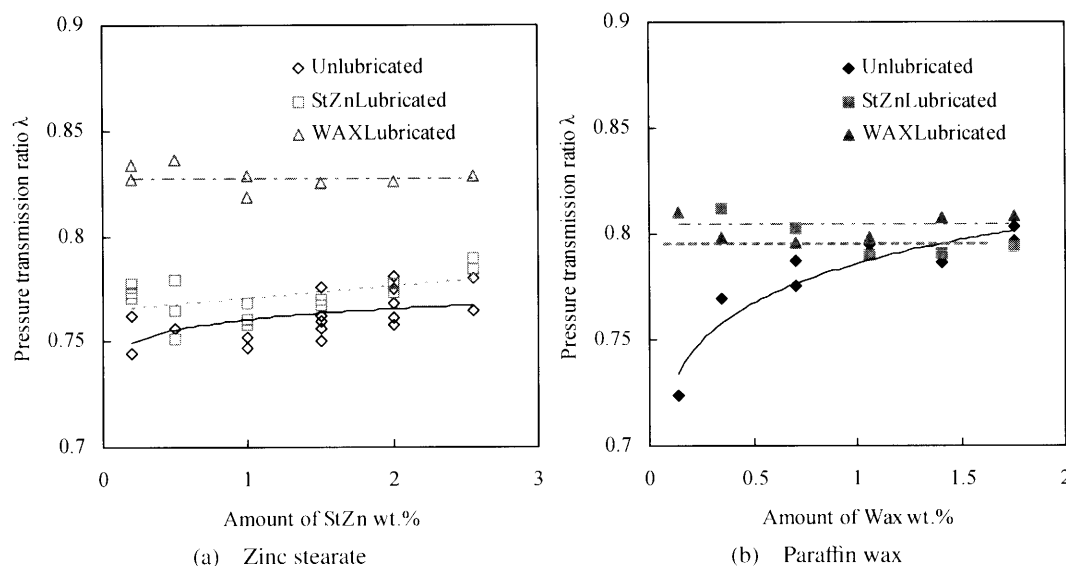 0.9
0.85
0.8
0.75
0.7
Pressure transmission ratio λ
◇ Unlubricated
□ StZnLubricated
△ WAXLubricated
0 1 2 3
Amount of StZn wt.%
(a) Zinc stearate
0.9
0.85
0.8
0.75
0.7
Pressure transmission ratio λ
◆ Unlubricated
■ StZnLubricated
▲ WAXLubricated
0 0.5 1 1.5 2
Amount of Wax wt.%
(b) Paraffin wax